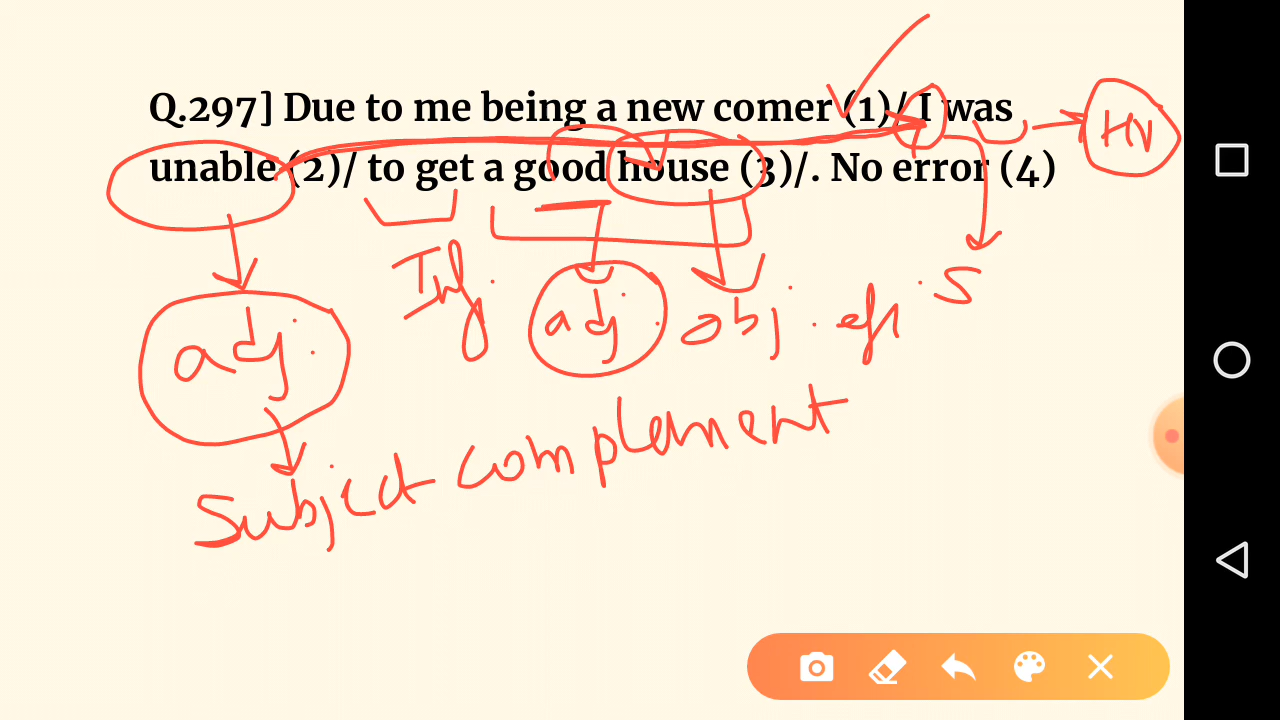 Q.297] Due to me being a new comer (1)/ I was
unable (2)/ to get a good house (3)/. No error (4)
HV
Inf.
adj.
obj. of
S
adj.
Subject complement